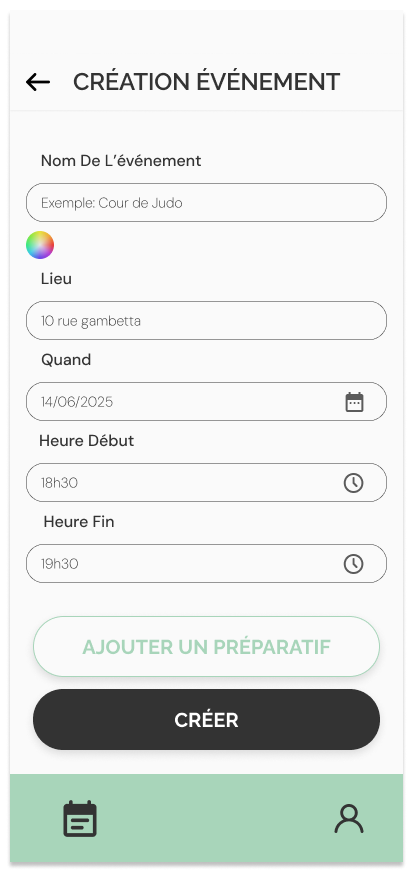 CRÉATION ÉVÉNEMENT
Nom De L'événement
Exemple: Cour de Judo
Lieu
10 rue gambetta
Quand
14/06/2025
Heure Début
18h30
Heure Fin
19h30
AJOUTER UN PRÉPARATIF
CRÉER